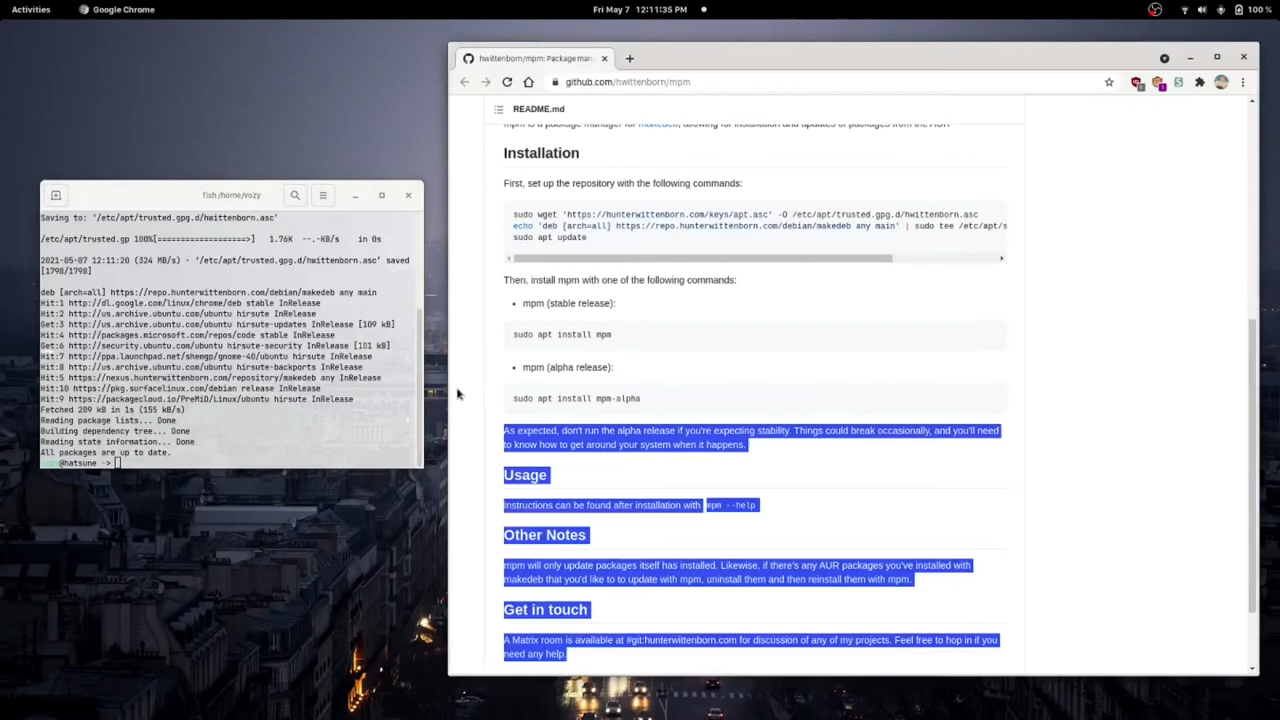 Activities
Google Chrome
Fri May 7 12:11:35 PM
100 %
hwittenborn/mpm: Package man
github.com/hwittenborn/mpm
README.md
mpm is a package manager for makedeb, allowing for installation and updates of packages from the AUR
Installation
First, set up the repository with the following commands:
sudo wget 'https://hunterwittenborn.com/keys/apt.asc' -O /etc/apt/trusted.gpg.d/hwittenborn.asc
echo 'deb [arch=all] https://repo.hunterwittenborn.com/debian/makedeb any main' | sudo tee /etc/apt/s
sudo apt update
Then, install mpm with one of the following commands:
• mpm (stable release):
sudo apt install mpm
• mpm (alpha release):
sudo apt install mpm-alpha
As expected, don't run the alpha release if you're expecting stability. Things could break occasionally, and you'll need
to know how to get around your system when it happens.
Usage
Instructions can be found after installation with mpm --help
Other Notes
mpm will only update packages itself has installed. Likewise, if there's any AUR packages you've installed with
makedeb that you'd like to to update with mpm, uninstall them and then reinstall them with mpm.
Get in touch
A Matrix room is available at #git:hunterwittenborn.com for discussion of any of my projects. Feel free to hop in if you
need any help.
fish /home/vozy
Saving to: '/etc/apt/trusted.gpg.d/hwittenborn.asc'
/etc/apt/trusted.gp 100%[===================>] 1.76K --.-KB/s in 0s
2021-05-07 12:11:20 (324 MB/s) - '/etc/apt/trusted.gpg.d/hwittenborn.asc' saved
[1798/1798]
deb [arch=all] https://repo.hunterwittenborn.com/debian/makedeb any main
Hit:1 http://dl.google.com/linux/chrome/deb stable InRelease
Hit:2 http://us.archive.ubuntu.com/ubuntu hirsute InRelease
Get:3 http://us.archive.ubuntu.com/ubuntu hirsute-updates InRelease [109 kB]
Hit:4 http://packages.microsoft.com/repos/code stable InRelease
Get:6 http://security.ubuntu.com/ubuntu hirsute-security InRelease [101 kB]
Hit:7 http://ppa.launchpad.net/shemgp/gnome-40/ubuntu hirsute InRelease
Hit:8 http://us.archive.ubuntu.com/ubuntu hirsute-backports InRelease
Hit:5 https://nexus.hunterwittenborn.com/repository/makedeb any InRelease
Hit:10 https://pkg.surfacelinux.com/debian release InRelease
Hit:9 https://packagecloud.io/PreMiD/Linux/ubuntu hirsute InRelease
Fetched 209 kB in 1s (155 kB/s)
Reading package lists... Done
Building dependency tree... Done
Reading state information... Done
All packages are up to date.
@hatsune ->